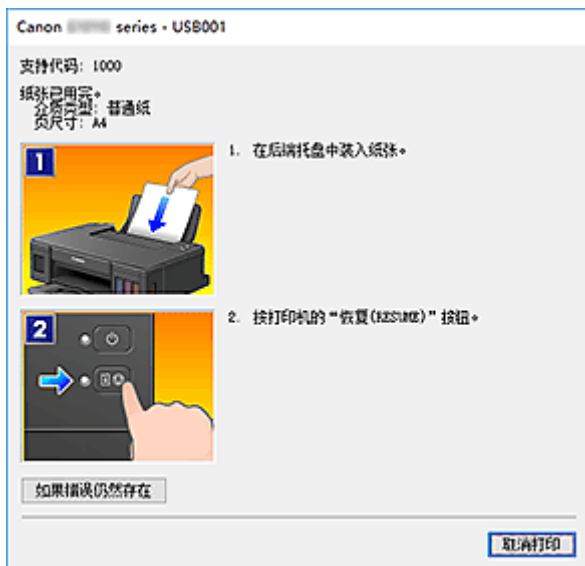 Canon series - USB001
支持代码: 1000
纸张已用完。
介质类型: 普通纸
页尺寸: A4
1
1. 在后端托盘中装入纸张。
2
2. 按打印机的“恢复(RESUME)”按钮。
如果错误仍然存在
取消打印